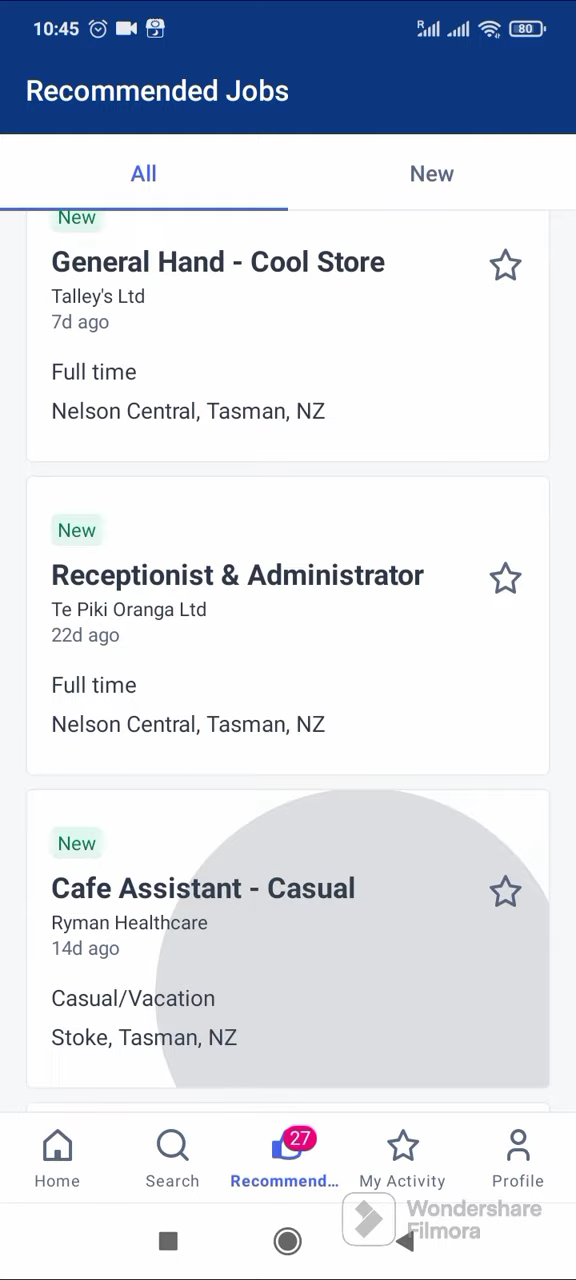 10:45
R
80
Recommended Jobs
All
New
New
General Hand - Cool Store
Talley's Ltd
7d ago
Full time
Nelson Central, Tasman, NZ
New
Receptionist & Administrator
Te Piki Oranga Ltd
22d ago
Full time
Nelson Central, Tasman, NZ
New
Cafe Assistant - Casual
Ryman Healthcare
14d ago
Casual/Vacation
Stoke, Tasman, NZ
27
Home
Search
Recommend...
My Activity
Profile
Wondershare
Filmora